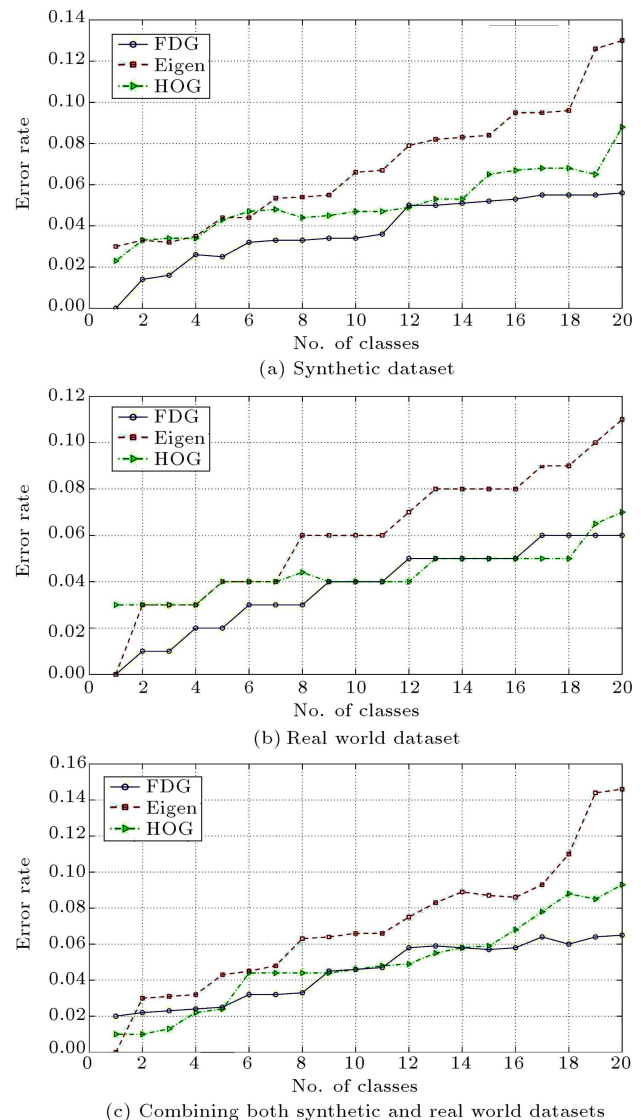 0.14
0.12
0.10
0.08
0.06
0.04
0.02
0.00
Error rate
FDG
Eigen
HOG
0 2 4 6 8 10 12 14 16 18 20
No. of classes
(a) Synthetic dataset
0.12
0.10
0.08
0.06
0.04
0.02
0.00
Error rate
FDG
Eigen
HOG
0 2 4 6 8 10 12 14 16 18 20
No. of classes
(b) Real world dataset
0.16
0.14
0.12
0.10
0.08
0.06
0.04
0.02
0.00
Error rate
FDG
Eigen
HOG
0 2 4 6 8 10 12 14 16 18 20
No. of classes
(c) Combining both synthetic and real world datasets